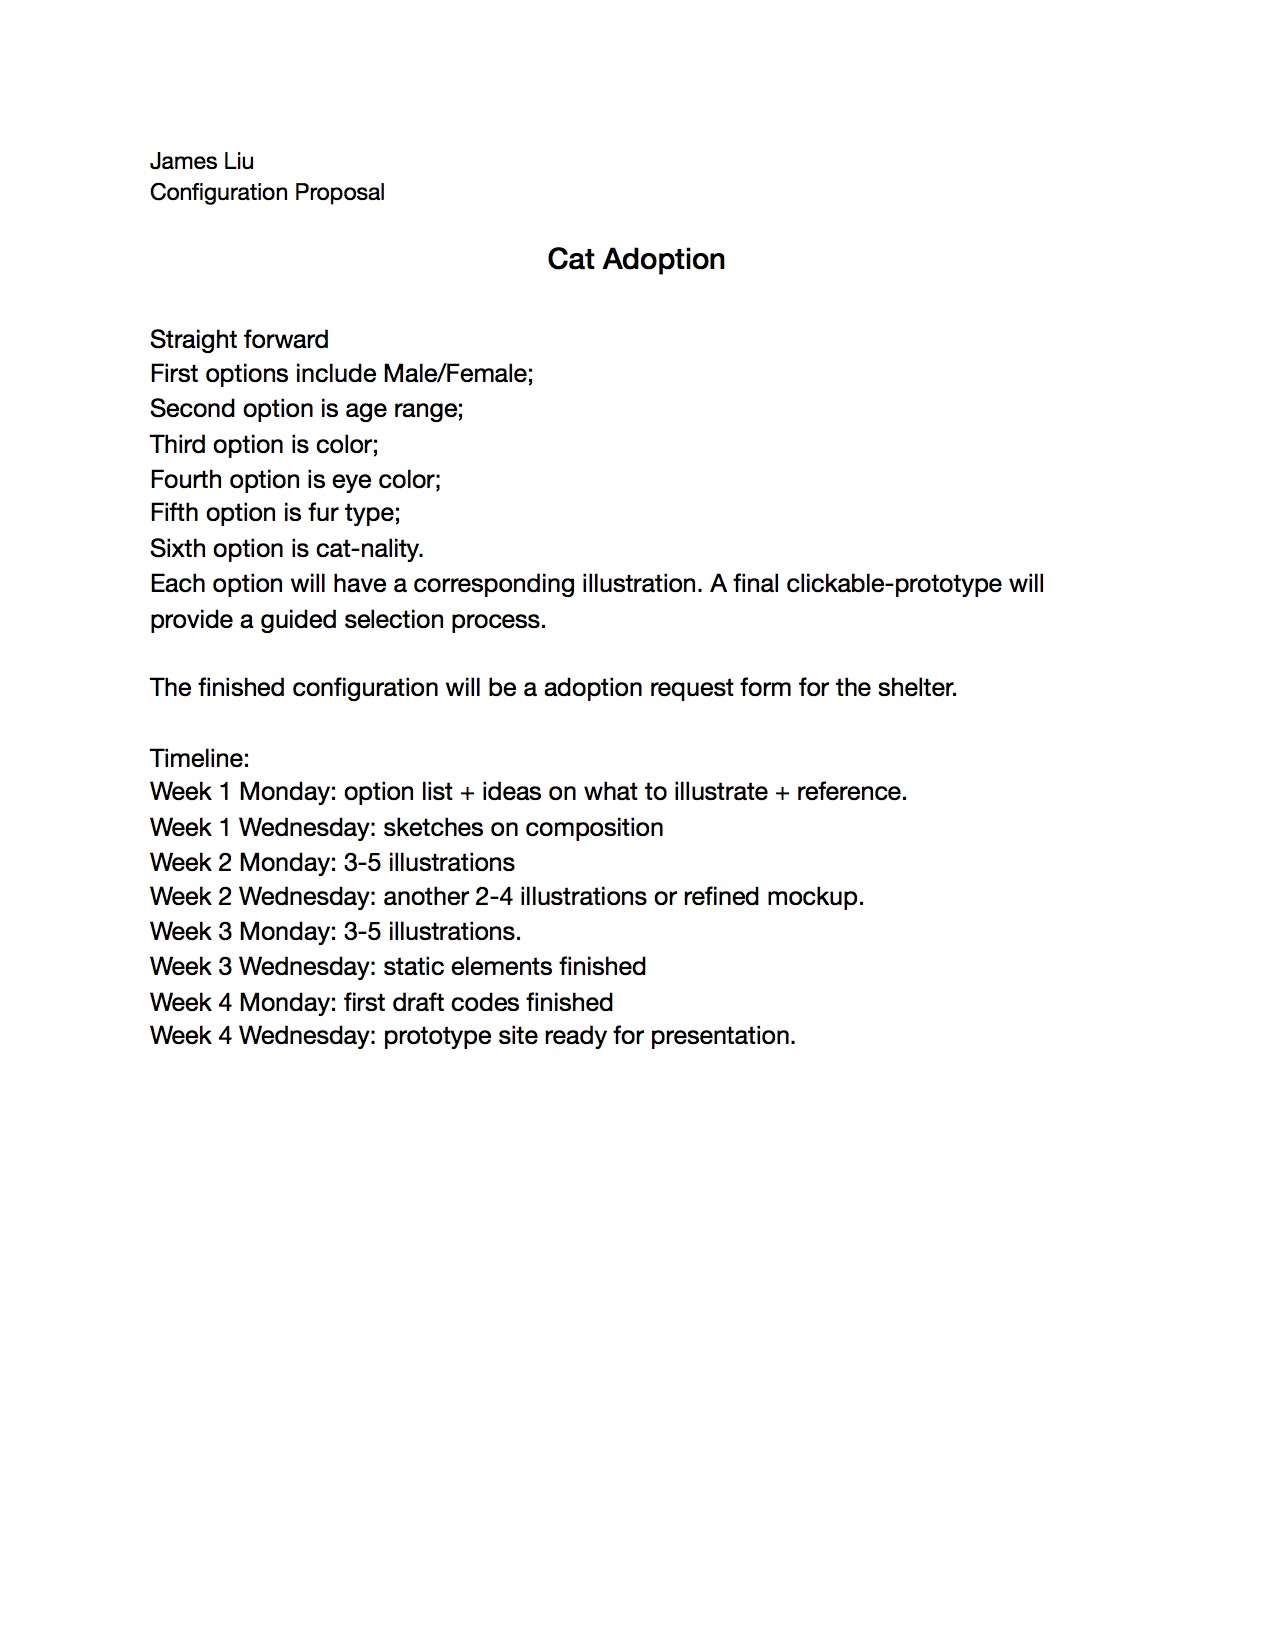 James Liu
Configuration Proposal
Cat Adoption
Straight forward
First options include Male/Female;
Second option is age range;
Third option is color;
Fourth option is eye color;
Fifth option is fur type;
Sixth option is cat-nality.
Each option will have a corresponding illustration. A final clickable-prototype will
provide a guided selection process.
The finished configuration will be a adoption request form for the shelter.
Timeline:
Week 1 Monday: option list + ideas on what to illustrate + reference.
Week 1 Wednesday: sketches on composition
Week 2 Monday: 3-5 illustrations
Week 2 Wednesday: another 2-4 illustrations or refined mockup.
Week 3 Monday: 3-5 illustrations.
Week 3 Wednesday: static elements finished
Week 4 Monday: first draft codes finished
Week 4 Wednesday: prototype site ready for presentation.